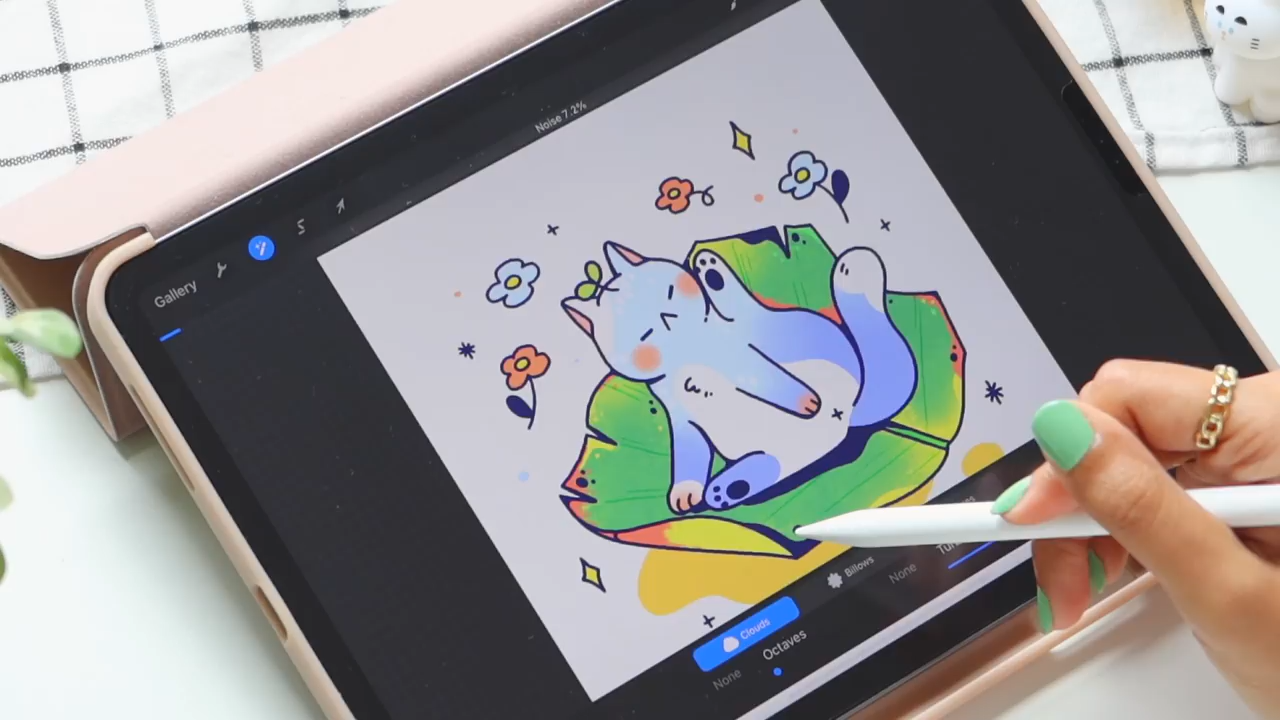 Noise 7.2%
Gallery
Clouds
Billows
Octaves
None
None